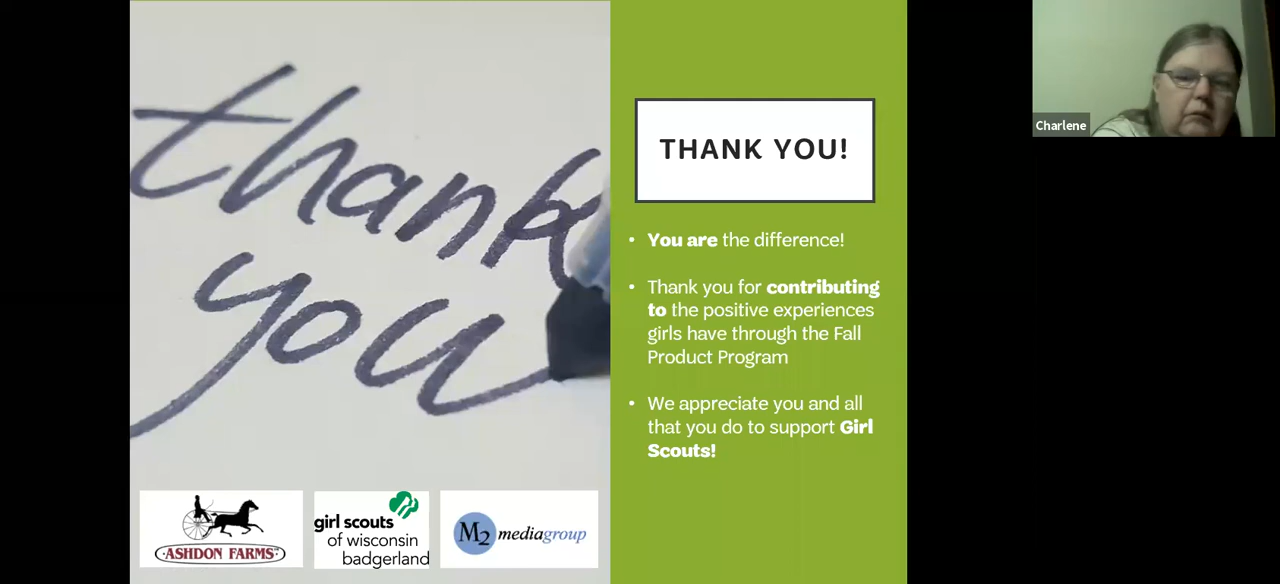 thank
you
THANK YOU!
• You are the difference!
• Thank you for contributing
to the positive experiences
girls have through the Fall
Product Program
• We appreciate you and all
that you do to support Girl
Scouts!
ASHDON FARMS
girl scouts
of wisconsin
badgerland
M2 mediagroup
Charlene